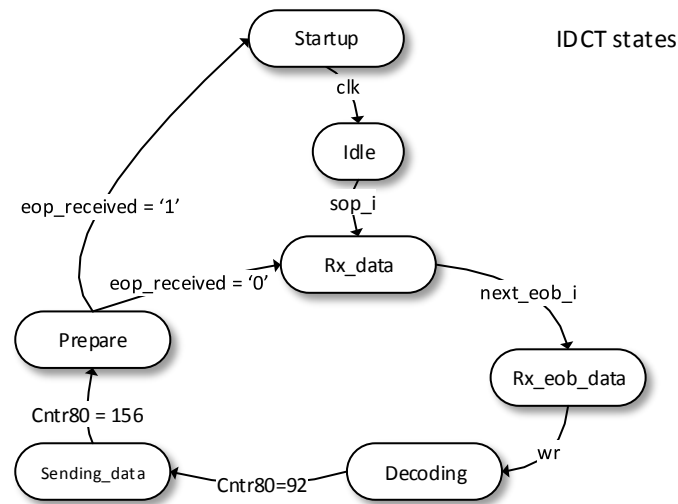 Startup
IDCT states
clk
Idle
sop_i
eop_received = ‘1’
Rx_data
eop_received = ‘0’
next_eob_i
Prepare
Rx_eob_data
Cntr80 = 156
wr
Sending_data
Cntr80=92
Decoding